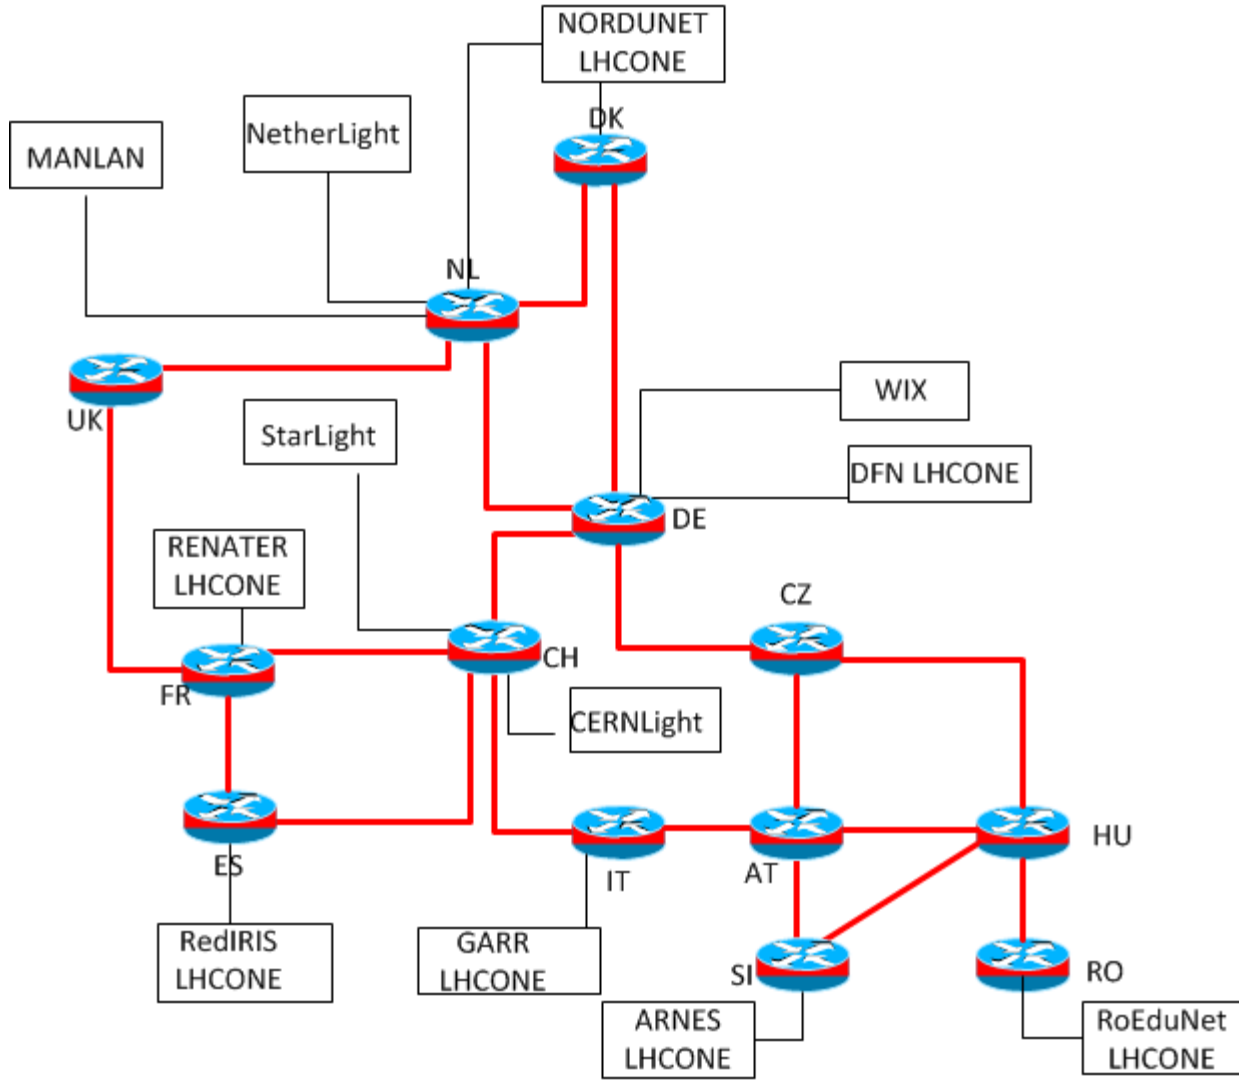 NORDUNET
LHCONE
DK
NetherLight
MANLAN
NL
UK
WIX
StarLight
DFN LHCONE
DE
RENATER
LHCONE
CZ
CH
FR
CERNLight
HU
ES
IT
AT
RedIRIS
LHCONE
GARR
LHCONE
SI
RO
ARNES
LHCONE
RoEduNet
LHCONE